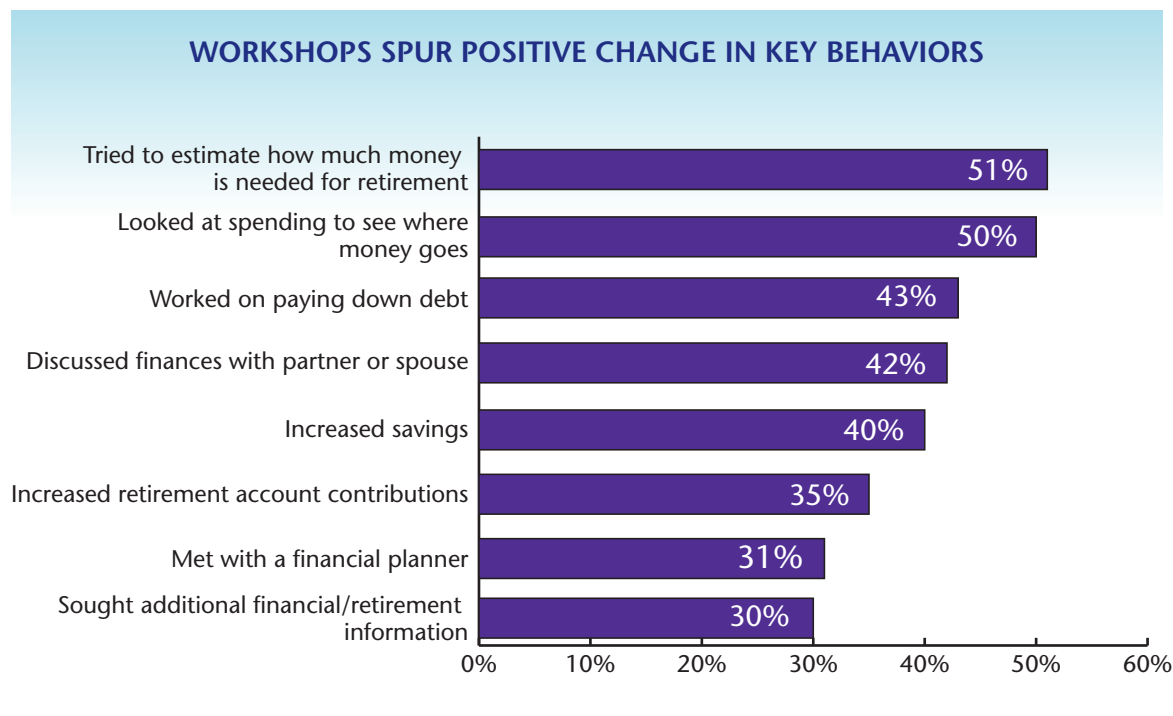 WORKSHOPS SPUR POSITIVE CHANGE IN KEY BEHAVIORS
Tried to estimate how much money
is needed for retirement
51%
Looked at spending to see where
money goes
50%
Worked on paying down debt
43%
Discussed finances with partner or spouse
42%
Increased savings
40%
Increased retirement account contributions
35%
Met with a financial planner
31%
Sought additional financial/retirement
information
30%
0% 10% 20% 30% 40% 50% 60%